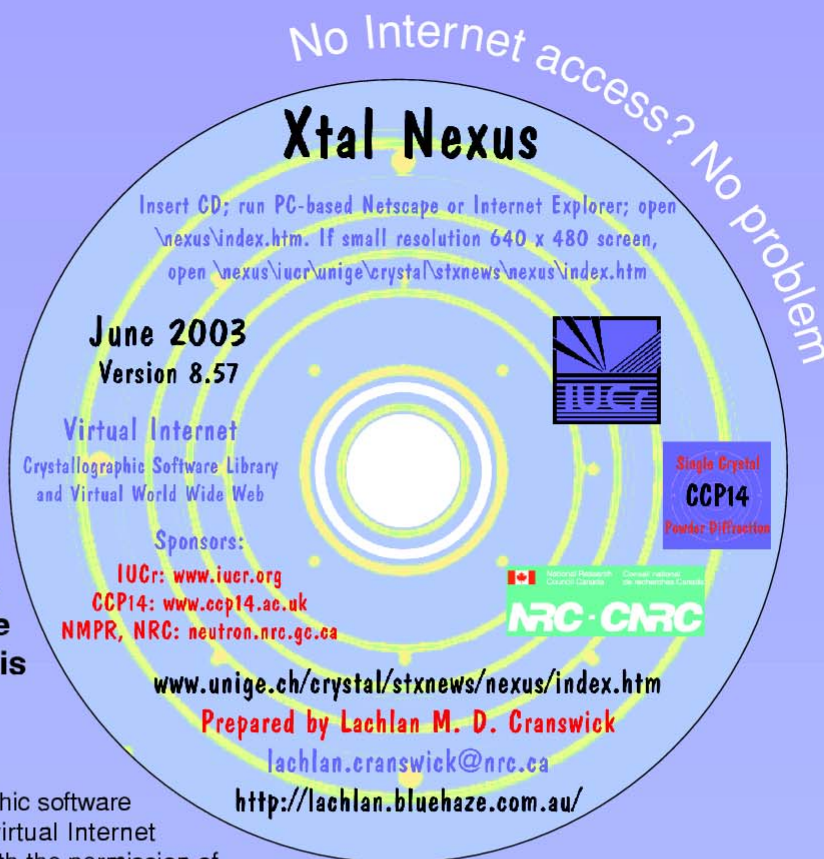 No Internet access? No problem
Xtal Nexus
Insert CD; run PC-based Netscape or Internet Explorer; open
\nexus\index.htm. If small resolution 640 x 480 screen,
open \nexus\iucr\unige\crystal\stxnews\nexus\index.htm
June 2003
Version 8.57
IUCr
Virtual Internet
Crystallographic Software Library
and Virtual World Wide Web
Single Crystal
CCP14
Powder Diffraction
Sponsors:
IUCr: www.iucr.org
CCP14: www.ccp14.ac.uk
NMPR, NRC: neutron.nrc.gc.ca
National Research Conseil national
Council Canada de recherches Canada
NRC · CNRC
e
is
www.unige.ch/crystal/stxnews/nexus/index.htm
Prepared by Lachlan M. D. Cranswick
lachlan.cranswick@nrc.ca
http://lachlan.bluehaze.com.au/
hic software
virtual Internet
th the permission of